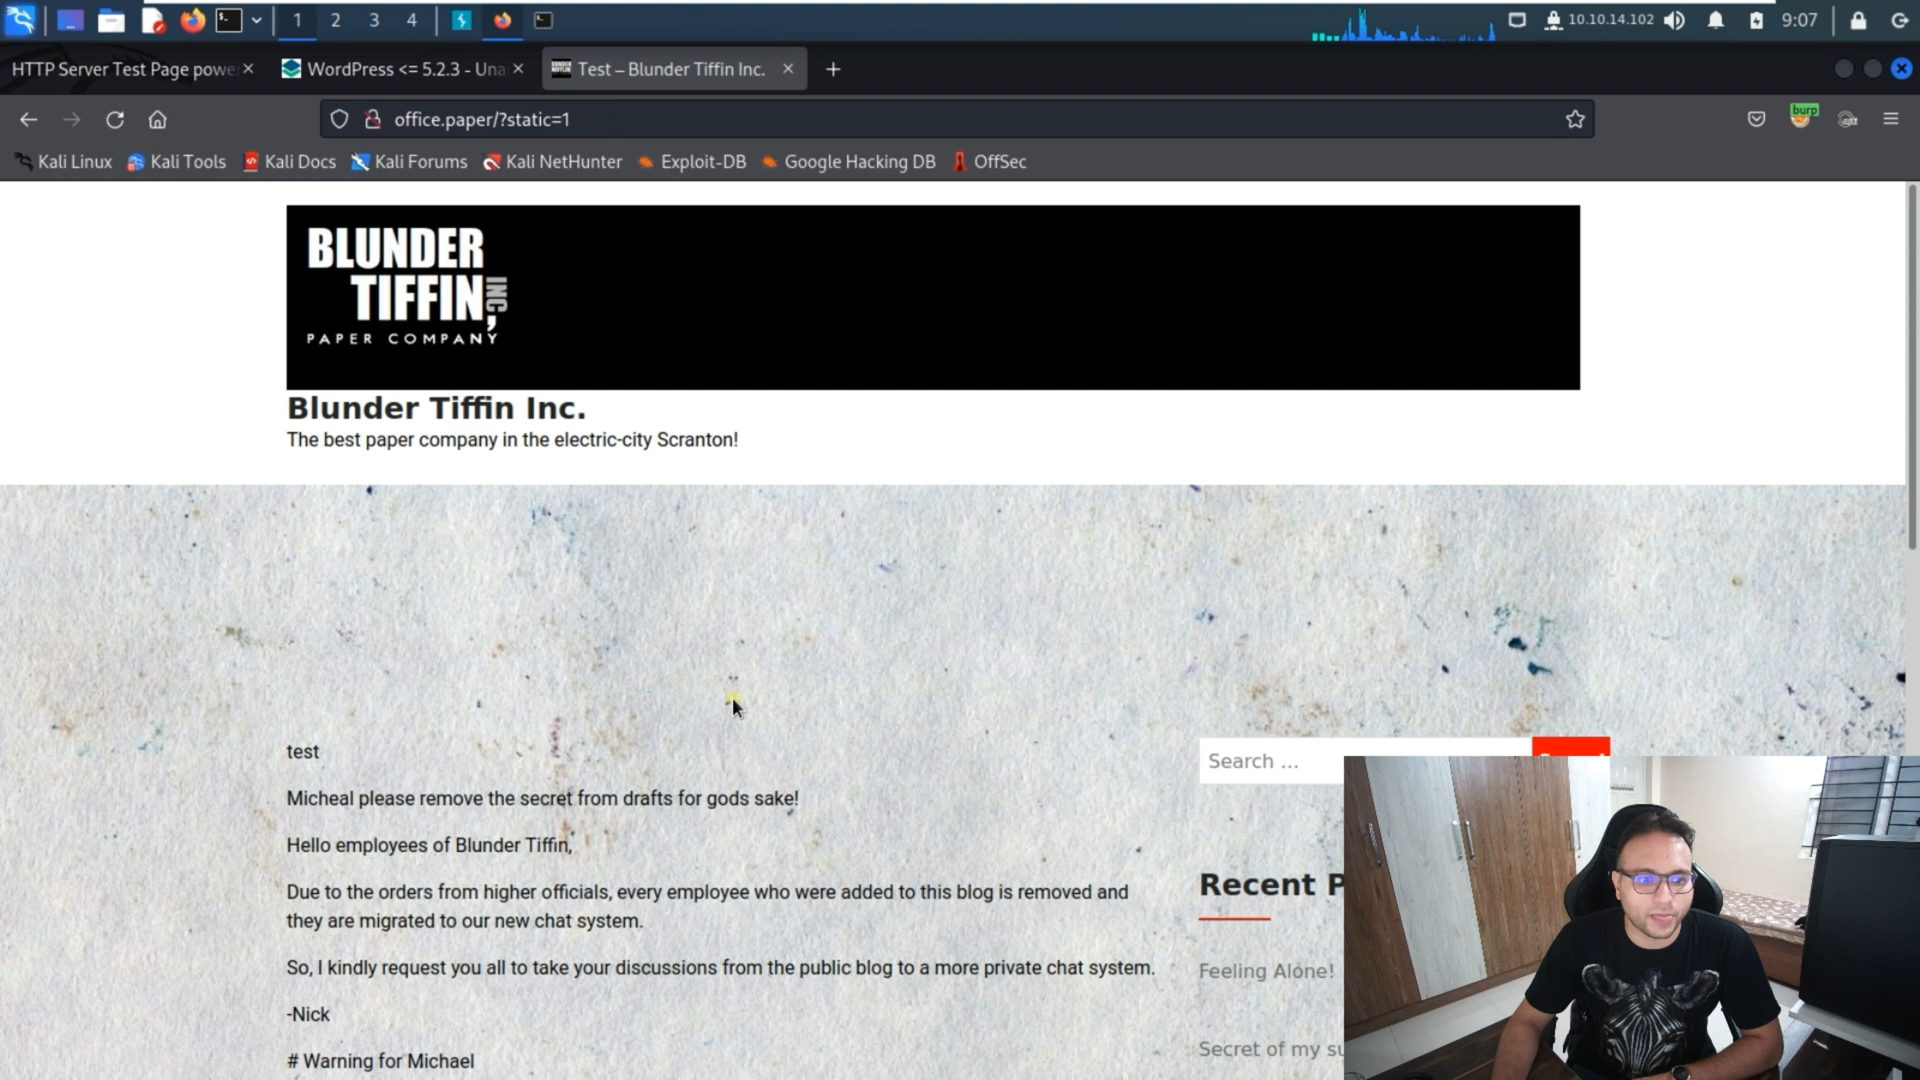 1 2 3 4 10.10.14.102 9:07
HTTP Server Test Page powe WordPress <= 5.2.3 - Una Test – Blunder Tiffin Inc.
office.paper/?static=1 burp
Kali Linux Kali Tools Kali Docs Kali Forums Kali NetHunter Exploit-DB Google Hacking DB OffSec
BLUNDER
TIFFIN, INC
PAPER COMPANY
Blunder Tiffin Inc.
The best paper company in the electric-city Scranton!
test
Search ...
Micheal please remove the secret from drafts for gods sake!
Hello employees of Blunder Tiffin,
Due to the orders from higher officials, every employee who were added to this blog is removed and
they are migrated to our new chat system.
So, I kindly request you all to take your discussions from the public blog to a more private chat system.
-Nick
# Warning for Michael
Recent P
Feeling Alone!
Secret of my su